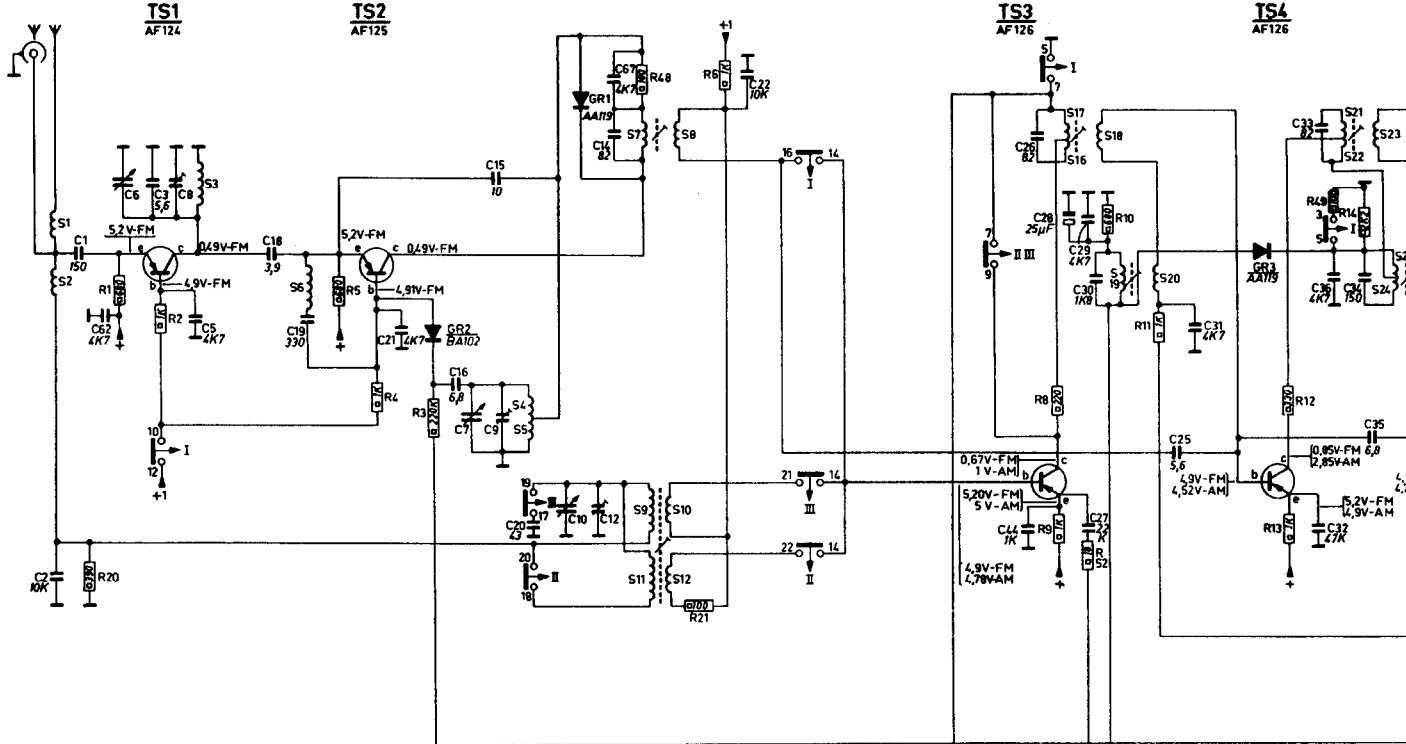 TS1
AF124
TS2
AF125
TS3
AF126
TS4
AF126
+1
5
I
7
C67
4K7
R48
R6
1K
C22
10K
GR1
AA119
S7
S8
C14
82
S17
C26
82
S16
S18
C33
82
S21
S22
S23
C15
10
16
14
I
C6
C3
5,6
C8
S3
R49
3
R14
2K2
I
5
C28
25µF
R10
680
C29
4K7
S1
5,2V-FM
C1
150
e
c
0,49V-FM
C18
3,9
5,2V-FM
e
c
0,49V-FM
7
II III
9
S2
4,9V-FM
b
R1
680
S6
R5
680
b
4,91V-FM
C30
1K8
S
19
S20
GR3
AA119
C36
4K7
C34
150
S24
R2
1K
C5
4K7
C62
4K7
+
C19
330
+
C21
4K7
GR2
BA102
R11
1K
C31
4K7
C16
6,8
R4
1K
R3
220K
C7
C9
S4
S5
R8
220
R12
220
10
I
12
+1
C25
5,6
C35
6,8
0,67V-FM
1V-AM
c
b
0,85V-FM
2,85V-AM
c
b
4,9V-FM
4,52V-AM
19
III
17
C10
C12
S9
S10
21
14
III
5,20V-FM
5V-AM
e
C27
22
K
e
5,2V-FM
4,9V-AM
C20
43
C44
1K
R9
1K
R13
1K
C32
47K
20
II
18
22
14
II
R
52
C2
10K
R20
390
S11
S12
100
R21
4,9V-FM
4,78V-AM
+
+